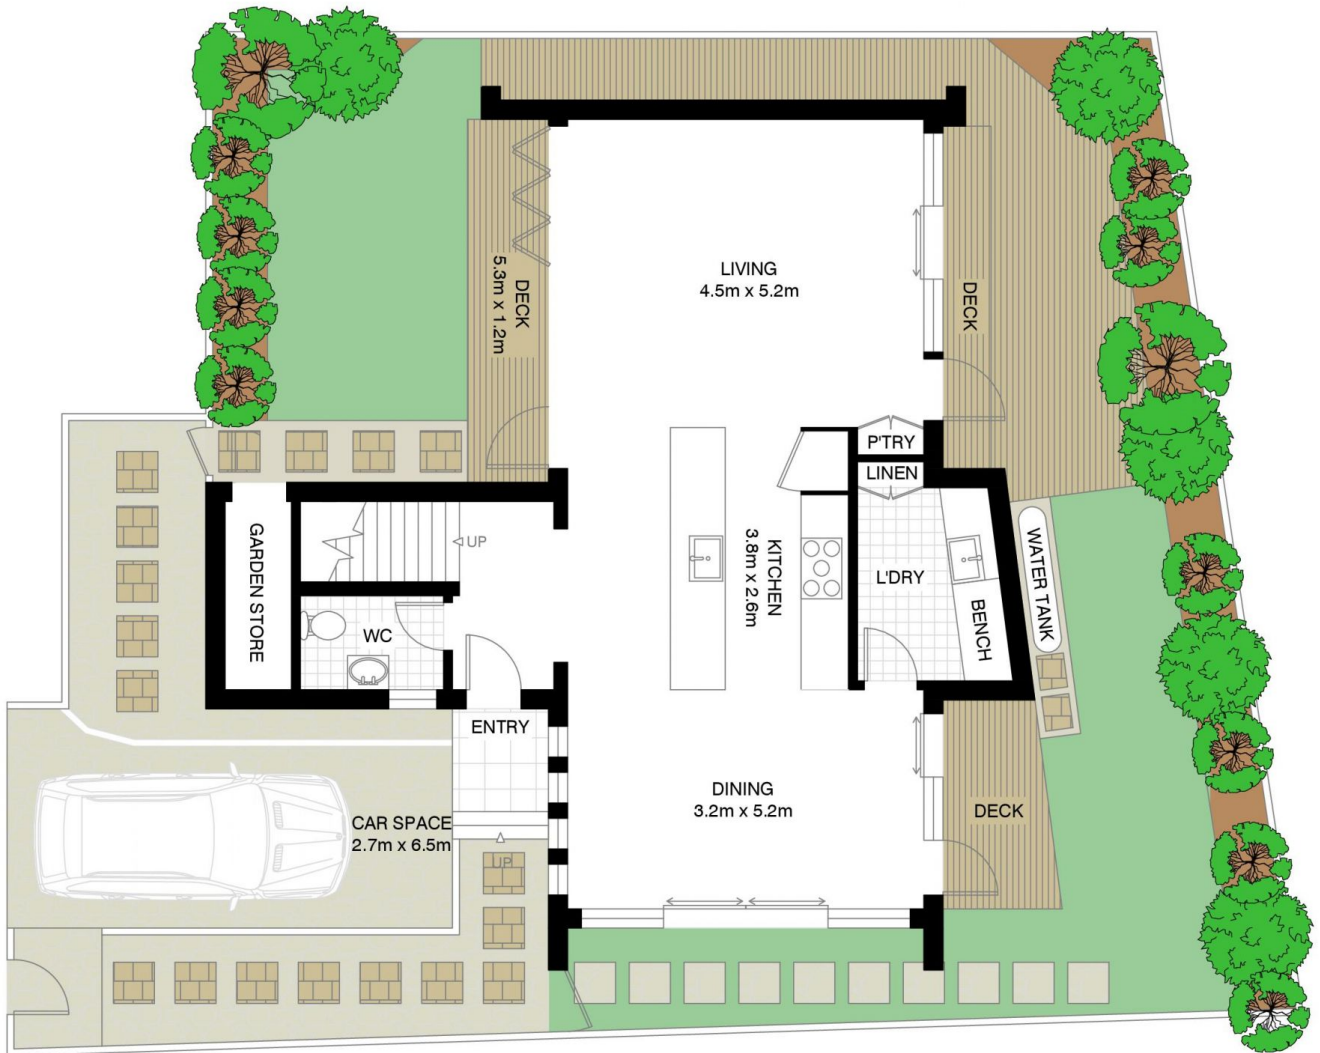 LIVING
4.5m x 5.2m
DECK
5.3m x 1.2m
DECK
P'TRY
LINEN
UP
GARDEN STORE
WC
KITCHEN
3.8m x 2.6m
L'DRY
BENCH
WATER TANK
ENTRY
DINING
3.2m x 5.2m
DECK
CAR SPACE
2.7m x 6.5m
UP